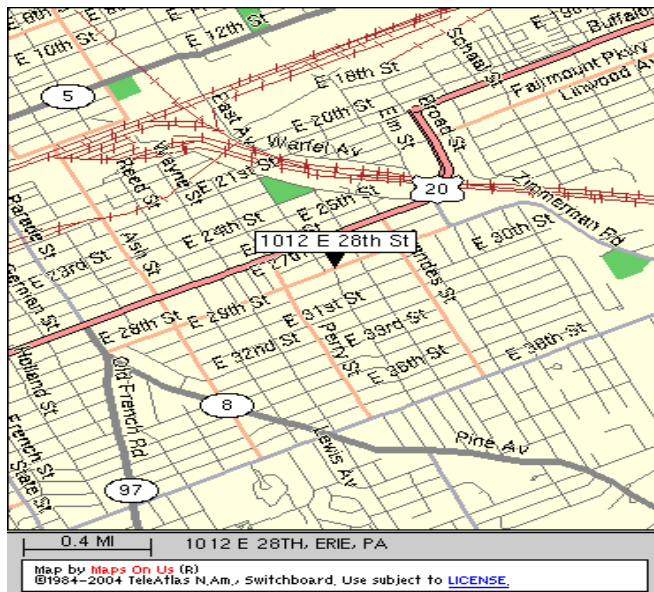 E 10th St
E 12th St
Buffalo
E 18th St
Schaal St
Fairmount Pkwy
Linwood Av
5
East Av
E 20th St
Elm St
Broad St
Warfel Av
Wayne St
Reed St
E 21st St
20
Zimmerman Rd
E 25th St
E 24th St
Parade St
Ash St
E 23rd St
1012 E 28th St
E 30th St
E 27th St
German St
E 28th St
E 29th St
E 31st St
E 33rd St
Perry St
E 32nd St
E 36th St
E 38th St
Holland St
Old French Rd
8
French St
State St
Lewis Av
Pine Av
97
0.4 MI
1012 E 28TH, ERIE, PA
Map by Maps On Us (R)
©1984-2004 TeleAtlas N.Am., Switchboard. Use subject to LICENSE.